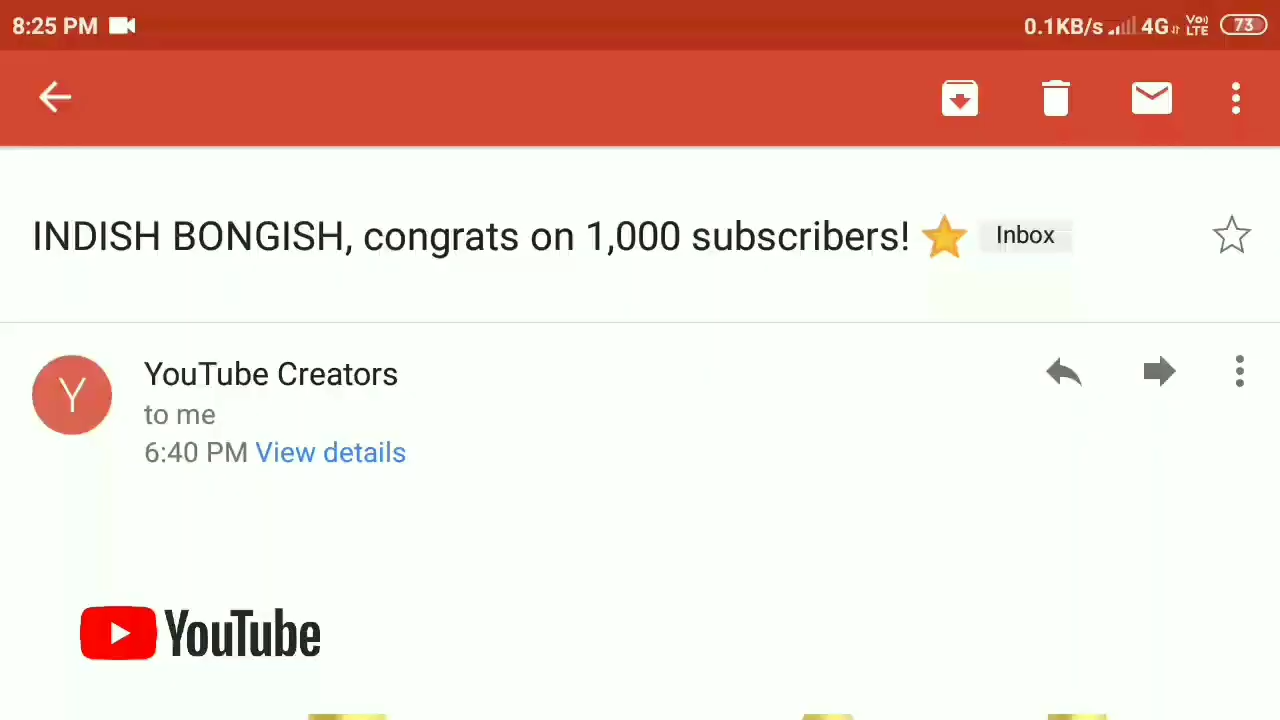 8:25 PM 0.1KB/s 4G Vo) LTE 73
INDISH BONGISH, congrats on 1,000 subscribers! Inbox
Y
YouTube Creators
to me
6:40 PM View details
YouTube